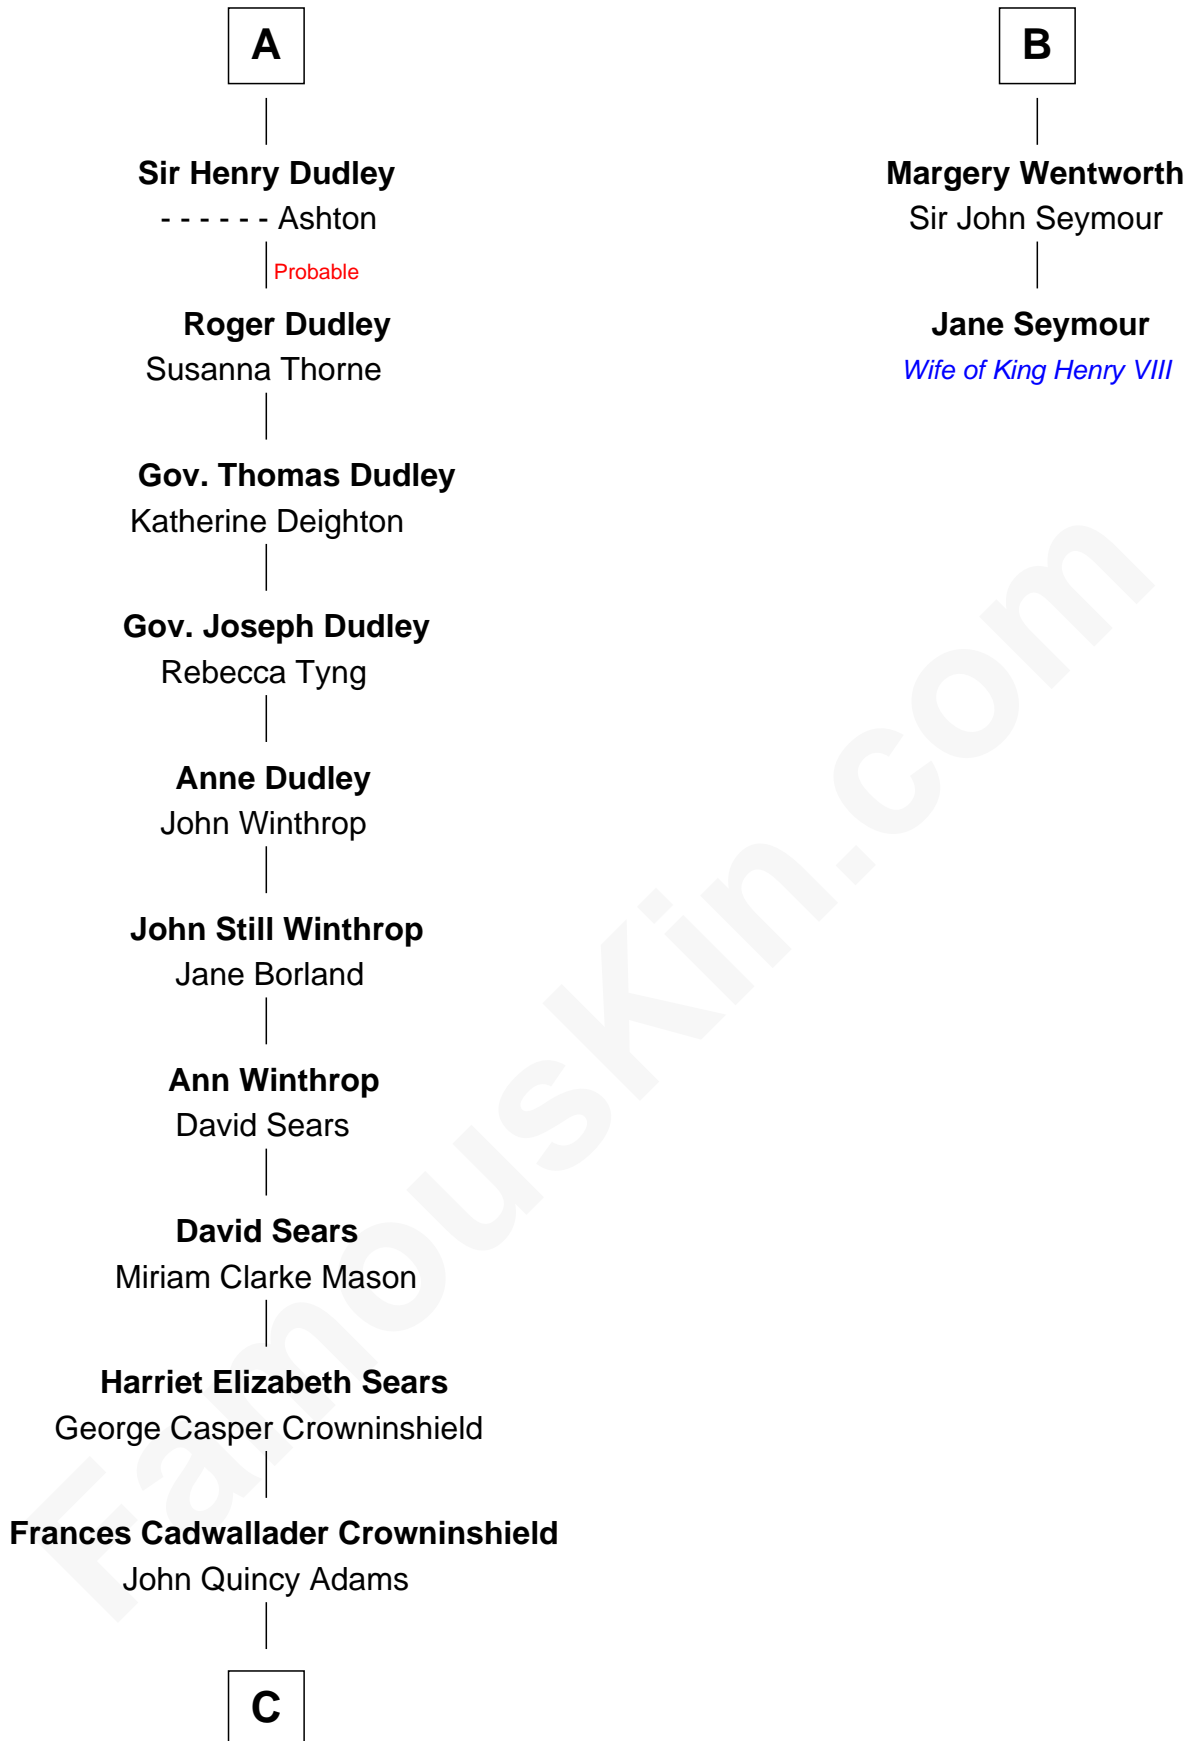 A
Sir Henry Dudley
- - - - - - Ashton
Probable
Roger Dudley
Susanna Thorne
Gov. Thomas Dudley
Katherine Deighton
Gov. Joseph Dudley
Rebecca Tyng
Anne Dudley
John Winthrop
John Still Winthrop
Jane Borland
Ann Winthrop
David Sears
David Sears
Miriam Clarke Mason
Harriet Elizabeth Sears
George Casper Crowninshield
Frances Cadwallader Crowninshield
John Quincy Adams
C
B
Margery Wentworth
Sir John Seymour
Jane Seymour
Wife of King Henry VIII
FamousKin.com